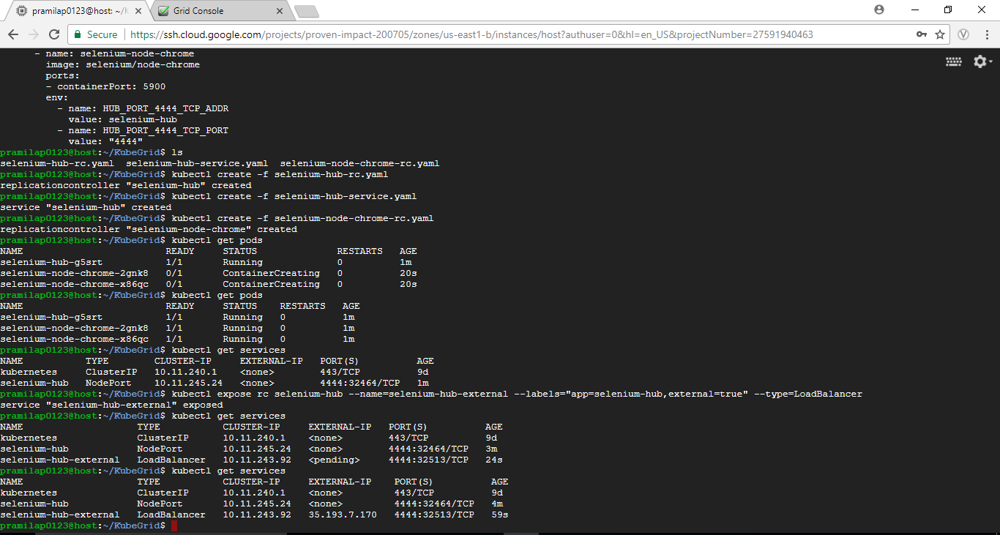 pramilap0123@host: ~/K
Grid Console
Secure
https://ssh.cloud.google.com/projects/proven-impact-200705/zones/us-east1-b/instances/host?authuser=0&hl=en_US&projectNumber=27591940463
- name: selenium-node-chrome
image: selenium/node-chrome
ports:
- containerPort: 5900
env:
- name: HUB_PORT_4444_TCP_ADDR
value: selenium-hub
- name: HUB_PORT_4444_TCP_PORT
value: "4444"
pramilap0123@host:~/KubeGrid$ ls
selenium-hub-rc.yaml  selenium-hub-service.yaml  selenium-node-chrome-rc.yaml
pramilap0123@host:~/KubeGrid$ kubectl create -f selenium-hub-rc.yaml
replicationcontroller "selenium-hub" created
pramilap0123@host:~/KubeGrid$ kubectl create -f selenium-hub-service.yaml
service "selenium-hub" created
pramilap0123@host:~/KubeGrid$ kubectl create -f selenium-node-chrome-rc.yaml
replicationcontroller "selenium-node-chrome" created
pramilap0123@host:~/KubeGrid$ kubectl get pods
NAME READY STATUS RESTARTS AGE
selenium-hub-g5srt 1/1 Running 0 1m
selenium-node-chrome-2gnk8 0/1 ContainerCreating 0 20s
selenium-node-chrome-x86qc 0/1 ContainerCreating 0 20s
pramilap0123@host:~/KubeGrid$ kubectl get pods
NAME READY STATUS RESTARTS AGE
selenium-hub-g5srt 1/1 Running 0 1m
selenium-node-chrome-2gnk8 1/1 Running 0 1m
selenium-node-chrome-x86qc 1/1 Running 0 1m
pramilap0123@host:~/KubeGrid$ kubectl get services
NAME TYPE CLUSTER-IP EXTERNAL-IP PORT(S) AGE
kubernetes ClusterIP 10.11.240.1 <none> 443/TCP 9d
selenium-hub NodePort 10.11.245.24 <none> 4444:32464/TCP 1m
pramilap0123@host:~/KubeGrid$ kubectl expose rc selenium-hub --name=selenium-hub-external --labels="app=selenium-hub,external=true" --type=LoadBalancer
service "selenium-hub-external" exposed
pramilap0123@host:~/KubeGrid$ kubectl get services
NAME TYPE CLUSTER-IP EXTERNAL-IP PORT(S) AGE
kubernetes ClusterIP 10.11.240.1 <none> 443/TCP 9d
selenium-hub NodePort 10.11.245.24 <none> 4444:32464/TCP 3m
selenium-hub-external LoadBalancer 10.11.243.92 <pending> 4444:32513/TCP 24s
pramilap0123@host:~/KubeGrid$ kubectl get services
NAME TYPE CLUSTER-IP EXTERNAL-IP PORT(S) AGE
kubernetes ClusterIP 10.11.240.1 <none> 443/TCP 9d
selenium-hub NodePort 10.11.245.24 <none> 4444:32464/TCP 4m
selenium-hub-external LoadBalancer 10.11.243.92 35.193.7.170 4444:32513/TCP 59s
pramilap0123@host:~/KubeGrid$